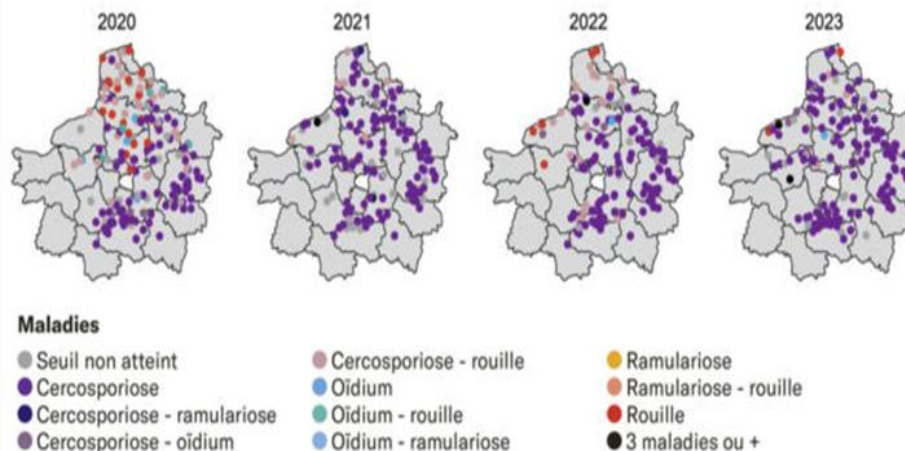 2020 2021 2022 2023
Maladies
Seuil non atteint
Cercosporiose
Cercosporiose - ramulariose
Cercosporiose - oïdium
Cercosporiose - rouille
Oïdium
Oïdium - rouille
Oïdium - ramulariose
Ramulariose
Ramulariose - rouille
Rouille
3 maladies ou +